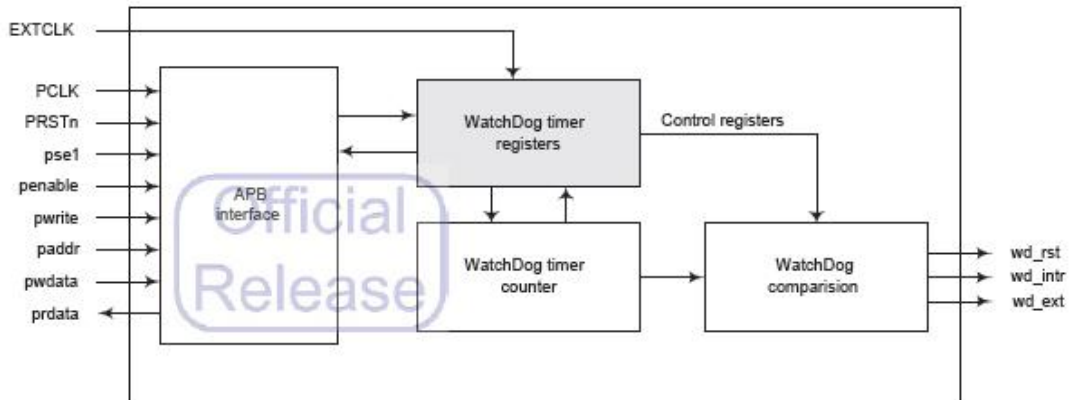 EXTCLK
PCLK
PRSTn
pse1
penable
pwrite
paddr
pwdata
prdata
APB
interface
Official
Release
WatchDog timer
registers
Control registers
WatchDog timer
counter
WatchDog
comparision
wd_rst
wd_intr
wd_ext